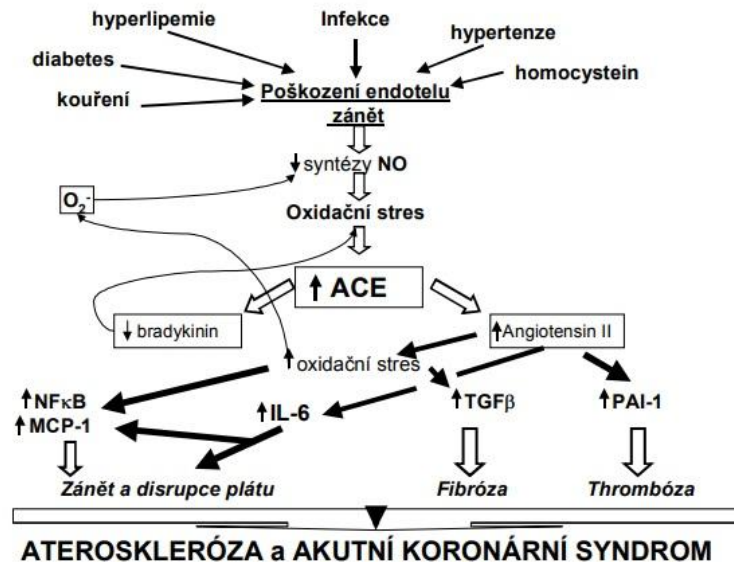 hyperlipemie
Infekce
hypertenze
diabetes
homocystein
kouření
Poškození endotelu
zánět
↓ syntézy NO
O₂⁻
Oxidační stres
↑ ACE
↓ bradykinin
↑ Angiotensin II
↑ oxidační stres
↑ NFκB
↑ MCP-1
↑ IL-6
↑ TGFβ
↑ PAI-1
Zánět a disrupce plátu
Fibróza
Thrombóza
ATEROSKLERÓZA a AKUTNÍ KORONÁRNÍ SYNDROM